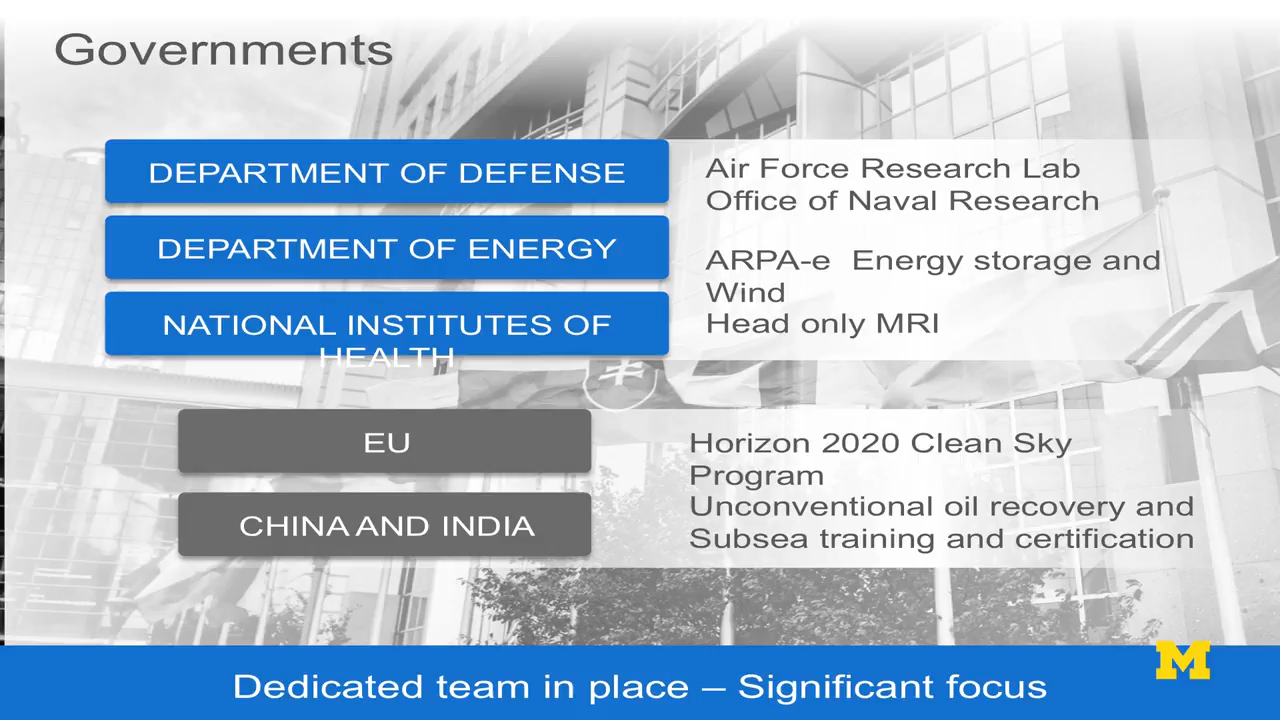 Governments
DEPARTMENT OF DEFENSE
Air Force Research Lab
Office of Naval Research
DEPARTMENT OF ENERGY
ARPA-e  Energy storage and
Wind
NATIONAL INSTITUTES OF
HEALTH
Head only MRI
EU
Horizon 2020 Clean Sky
Program
CHINA AND INDIA
Unconventional oil recovery and
Subsea training and certification
M
Dedicated team in place – Significant focus